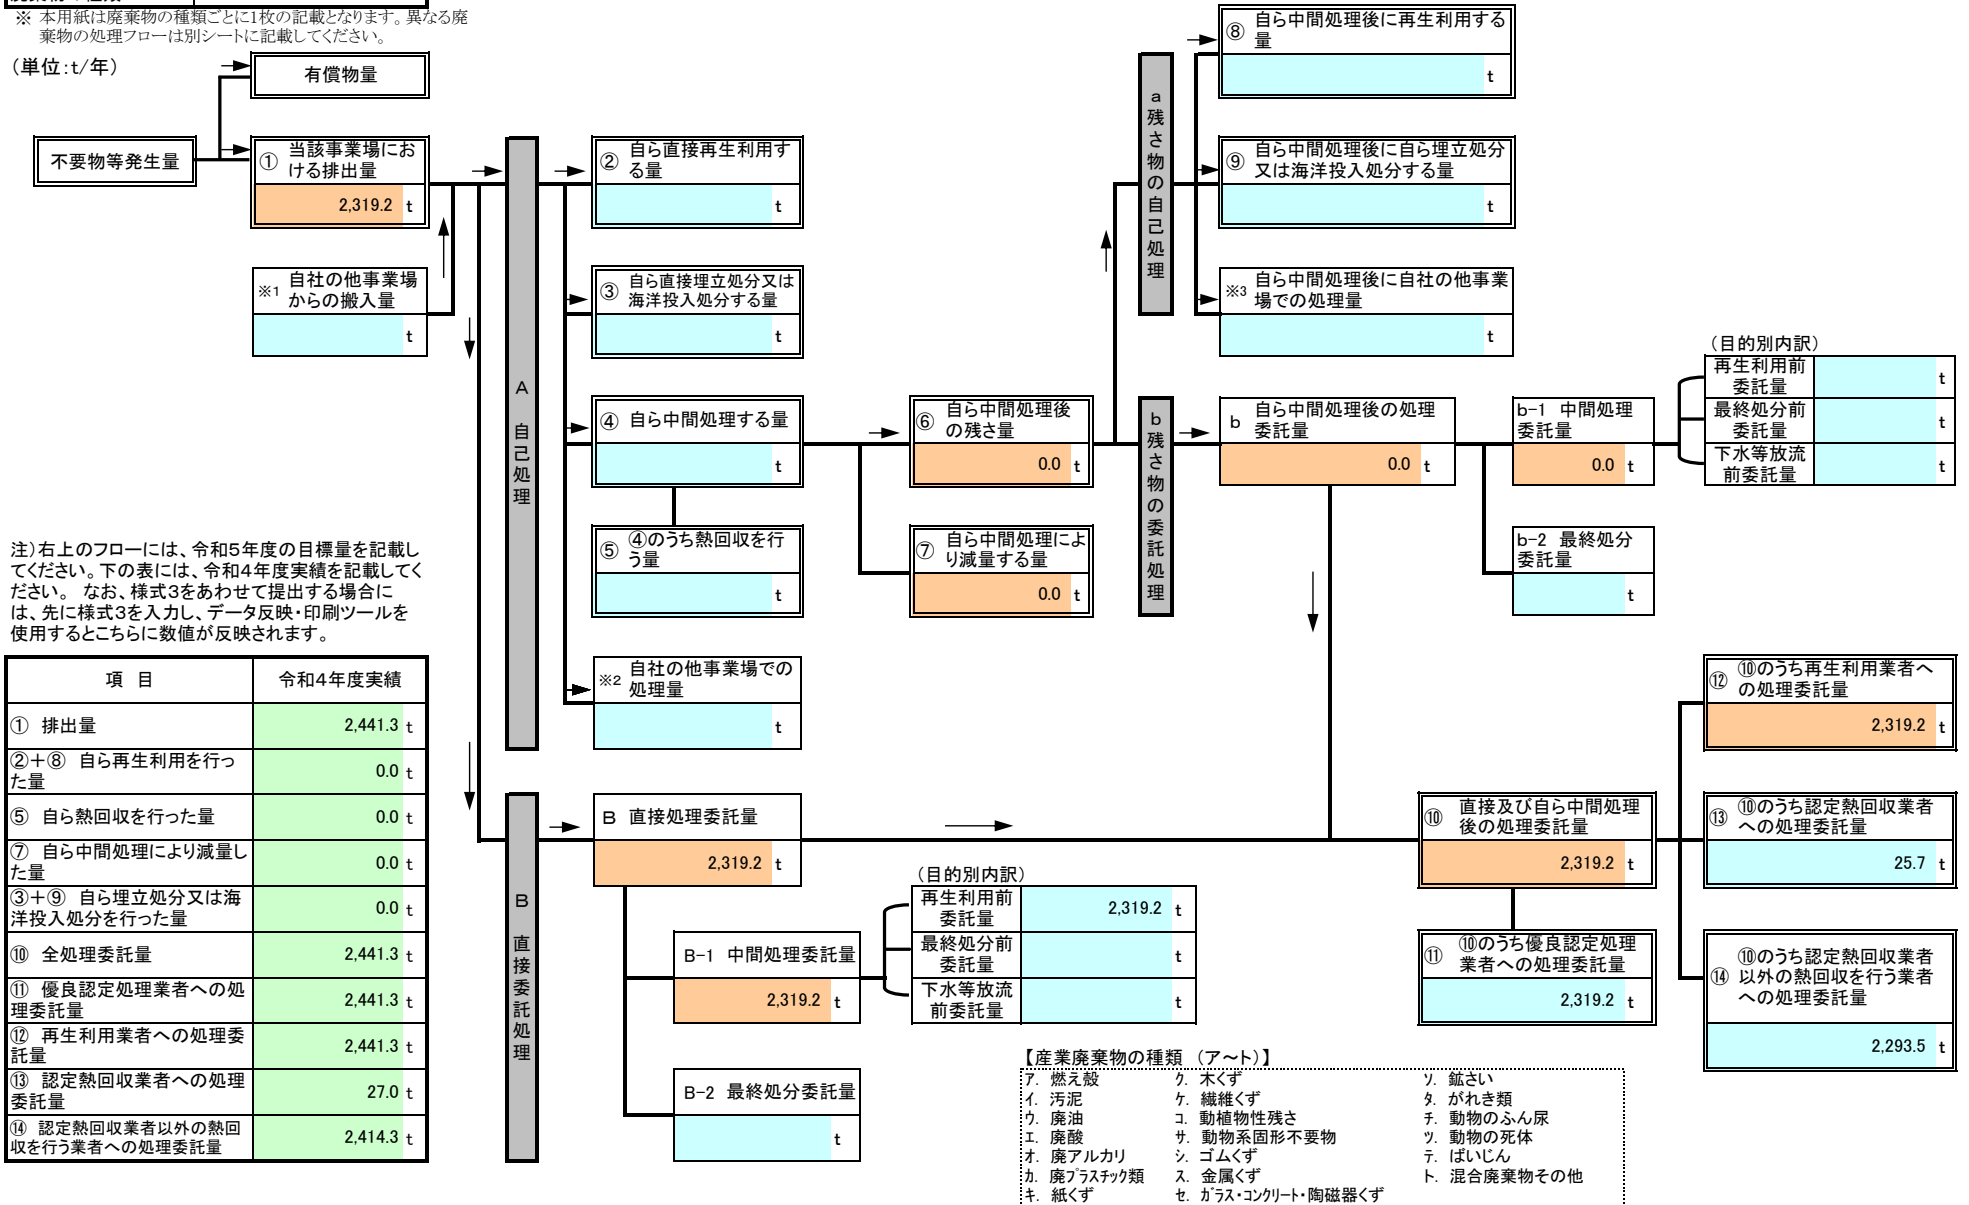 ※ 本用紙は廃棄物の種類ごとに1枚の記載となります。異なる廃
棄物の処理フローは別シートに記載してください。
（単位:t/年）
有償物量
不要物等発生量
① 当該事業場にお
ける排出量
2,319.2 t
※1 自社の他事業場
からの搬入量
t
A 自己処理
② 自ら直接再生利用す
る量
t
③ 自ら直接埋立処分又は
海洋投入処分する量
t
④ 自ら中間処理する量
t
⑤ ④のうち熱回収を行
う量
t
※2 自社の他事業場での
処理量
t
⑥ 自ら中間処理後
の残さ量
0.0 t
⑦ 自ら中間処理によ
り減量する量
0.0 t
a 残さ物の自己処理
⑧ 自ら中間処理後に再生利用する
量
t
⑨ 自ら中間処理後に自ら埋立処分
又は海洋投入処分する量
t
※3 自ら中間処理後に自社の他事業
場での処理量
t
b 残さ物の委託処理
b 自ら中間処理後の処理
委託量
0.0 t
b-1 中間処理
委託量
0.0 t
（目的別内訳）
再生利用前
委託量
t
最終処分前
委託量
t
下水等放流
前委託量
t
b-2 最終処分
委託量
t
注）右上のフローには、令和5年度の目標量を記載し
てください。下の表には、令和4年度実績を記載してく
ださい。 なお、様式3をあわせて提出する場合に
は、先に様式3を入力し、データ反映・印刷ツールを
使用するとこちらに数値が反映されます。
項 目 令和4年度実績
① 排出量 2,441.3 t
②＋⑧ 自ら再生利用を行っ
た量
0.0 t
⑤ 自ら熱回収を行った量 0.0 t
⑦ 自ら中間処理により減量し
た量
0.0 t
③＋⑨ 自ら埋立処分又は海
洋投入処分を行った量
0.0 t
⑩ 全処理委託量 2,441.3 t
⑪ 優良認定処理業者への処
理委託量
2,441.3 t
⑫ 再生利用業者への処理委
託量
2,441.3 t
⑬ 認定熱回収業者への処理
委託量
27.0 t
⑭ 認定熱回収業者以外の熱回
収を行う業者への処理委託量
2,414.3 t
B 直接委託処理
B 直接処理委託量
2,319.2 t
B-1 中間処理委託量
2,319.2 t
（目的別内訳）
再生利用前
委託量
2,319.2 t
最終処分前
委託量
t
下水等放流
前委託量
t
B-2 最終処分委託量
t
⑩ 直接及び自ら中間処理
後の処理委託量
2,319.2 t
⑪ ⑩のうち優良認定処理
業者への処理委託量
2,319.2 t
⑫ ⑩のうち再生利用業者へ
の処理委託量
2,319.2 t
⑬ ⑩のうち認定熱回収業者
への処理委託量
25.7 t
⑭ ⑩のうち認定熱回収業者
以外の熱回収を行う業者
への処理委託量
2,293.5 t
【産業廃棄物の種類 （ア〜ト）】
ア. 燃え殻 ク. 木くず ソ. 鉱さい
イ. 汚泥 ケ. 繊維くず タ. がれき類
ウ. 廃油 コ. 動植物性残さ チ. 動物のふん尿
エ. 廃酸 サ. 動物系固形不要物 ツ. 動物の死体
オ. 廃アルカリ シ. ゴムくず テ. ばいじん
カ. 廃プラスチック類 ス. 金属くず ト. 混合廃棄物その他
キ. 紙くず セ. ガラス・コンクリート・陶磁器くず